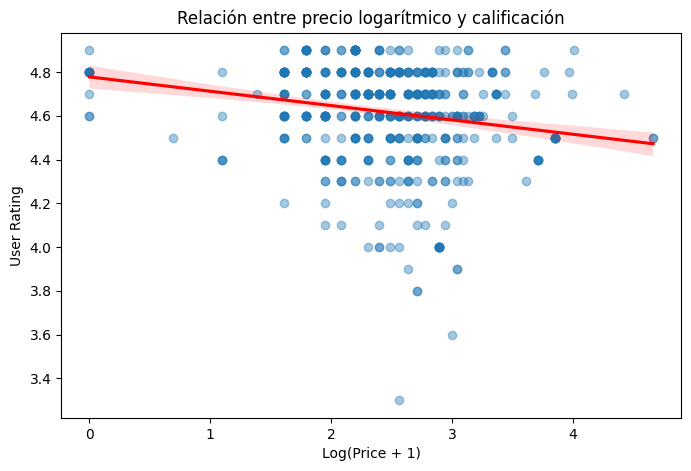 Relación entre precio logarítmico y calificación
User Rating
4.8
4.6
4.4
4.2
4.0
3.8
3.6
3.4
0 1 2 3 4
Log(Price + 1)